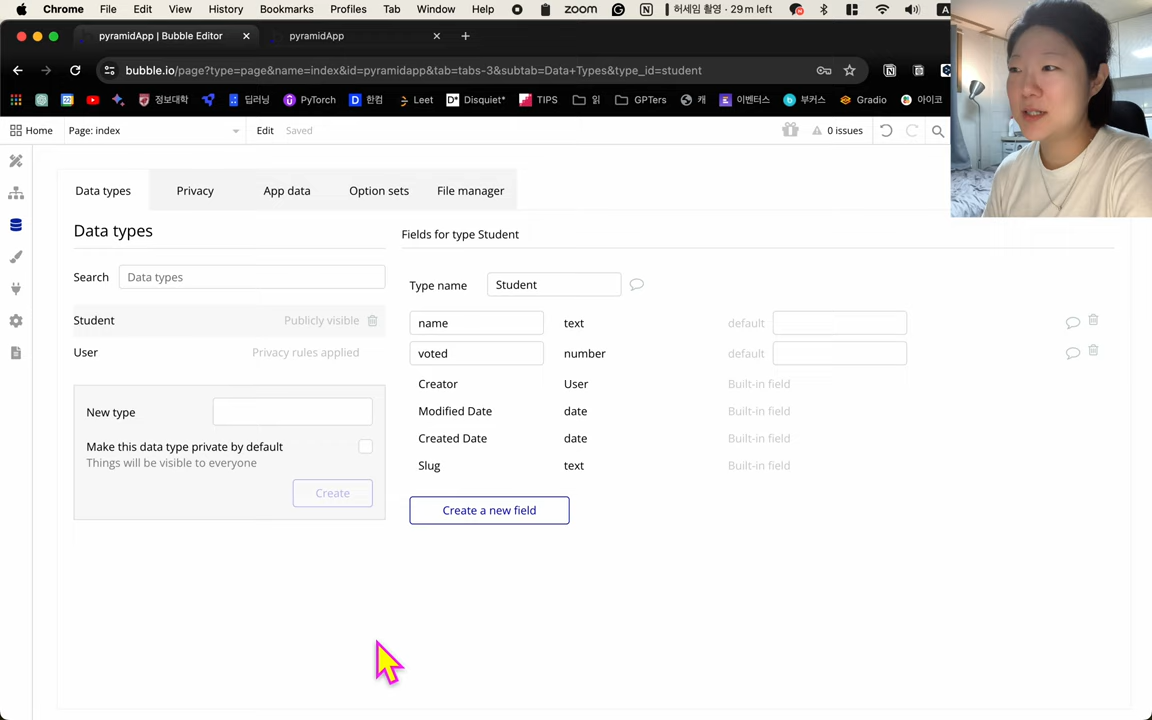 Chrome File Edit View History Bookmarks Profiles Tab Window Help zoom 허세임 촬영 · 29 m left
pyramidApp | Bubble Editor pyramidApp
bubble.io/page?type=page&name=index&id=pyramidapp&tab=tabs-3&subtab=Data+Types&type_id=student
정보대학 딥러닝 PyTorch 한컴 Leet Disquiet* TIPS 읽 GPTers 캐 이벤터스 부커스 Gradio 아이코
Home Page: index Edit Saved 0 issues
Data types Privacy App data Option sets File manager
Data types
Fields for type Student
Search Data types
Type name Student
Student Publicly visible
name text default
User Privacy rules applied
voted number default
Creator User Built-in field
New type
Modified Date date Built-in field
Make this data type private by default
Things will be visible to everyone
Created Date date Built-in field
Slug text Built-in field
Create
Create a new field